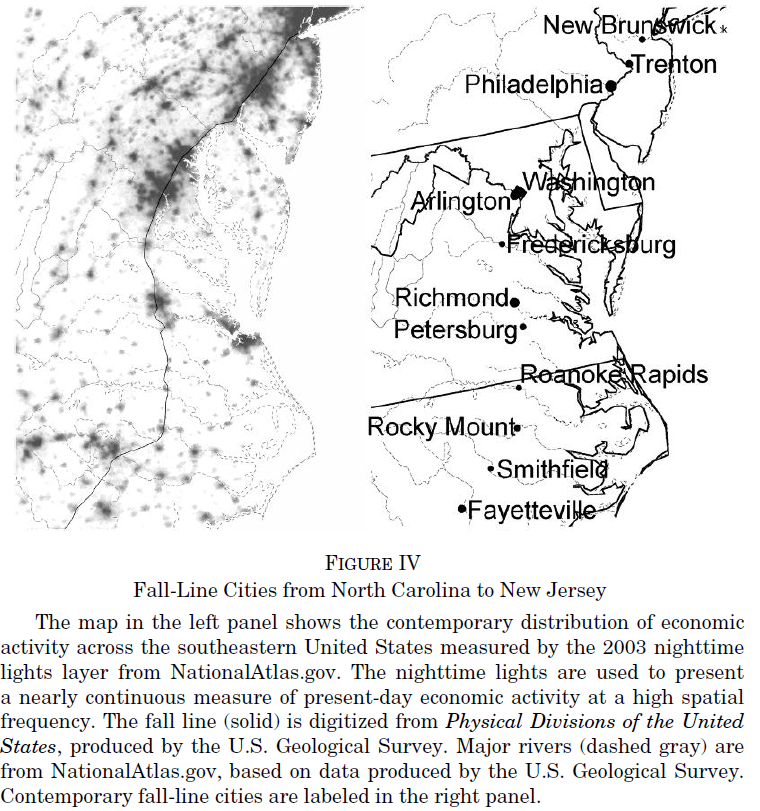 New Brunswick*
Trenton
Philadelphia
Washington
Arlington
Fredericksburg
Richmond
Petersburg
Roanoke Rapids
Rocky Mount
Smithfield
Fayetteville
FIGURE IV
Fall-Line Cities from North Carolina to New Jersey
The map in the left panel shows the contemporary distribution of economic
activity across the southeastern United States measured by the 2003 nighttime
lights layer from NationalAtlas.gov. The nighttime lights are used to present
a nearly continuous measure of present-day economic activity at a high spatial
frequency. The fall line (solid) is digitized from Physical Divisions of the United
States, produced by the U.S. Geological Survey. Major rivers (dashed gray) are
from NationalAtlas.gov, based on data produced by the U.S. Geological Survey.
Contemporary fall-line cities are labeled in the right panel.